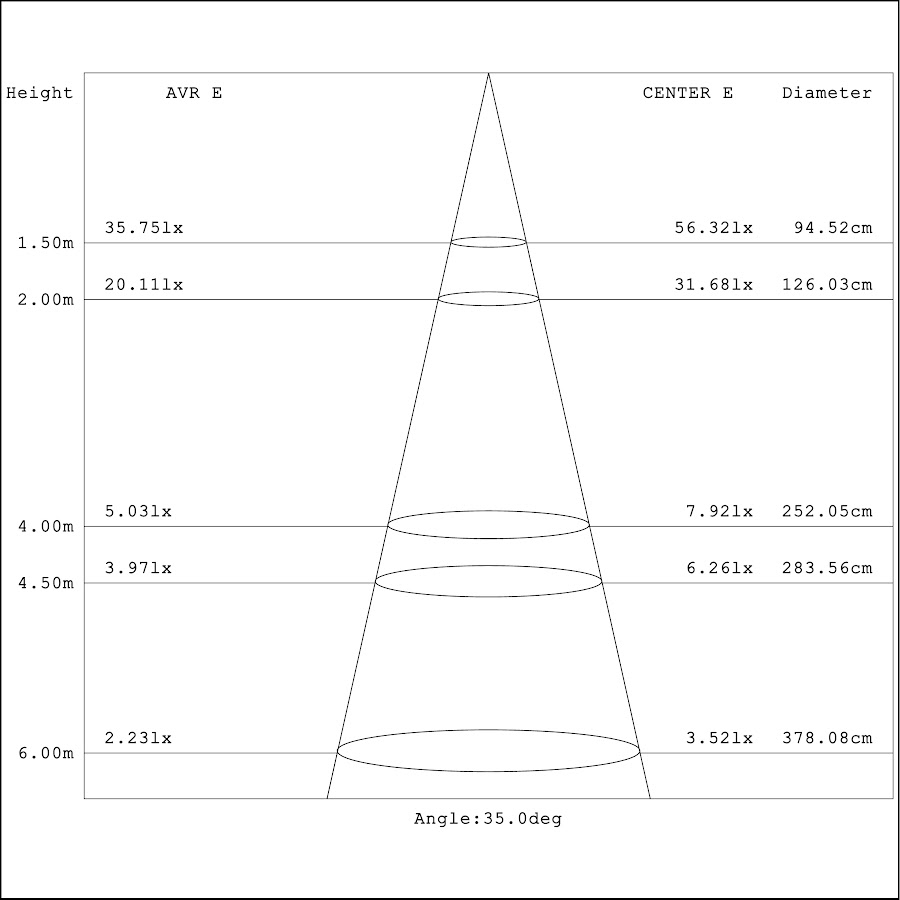 Height AVR E CENTER E Diameter
35.75lx 56.32lx 94.52cm
1.50m
20.11lx 31.68lx 126.03cm
2.00m
5.03lx 7.92lx 252.05cm
4.00m
3.97lx 6.26lx 283.56cm
4.50m
2.23lx 3.52lx 378.08cm
6.00m
Angle:35.0deg